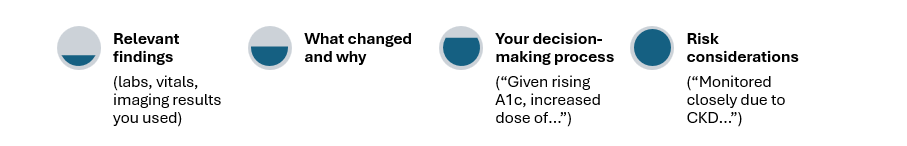 Relevant
findings
(labs, vitals,
imaging results
you used)
What changed
and why
Your decision-
making process
(“Given rising
A1c, increased
dose of...”)
Risk
considerations
(“Monitored
closely due to
CKD...”)